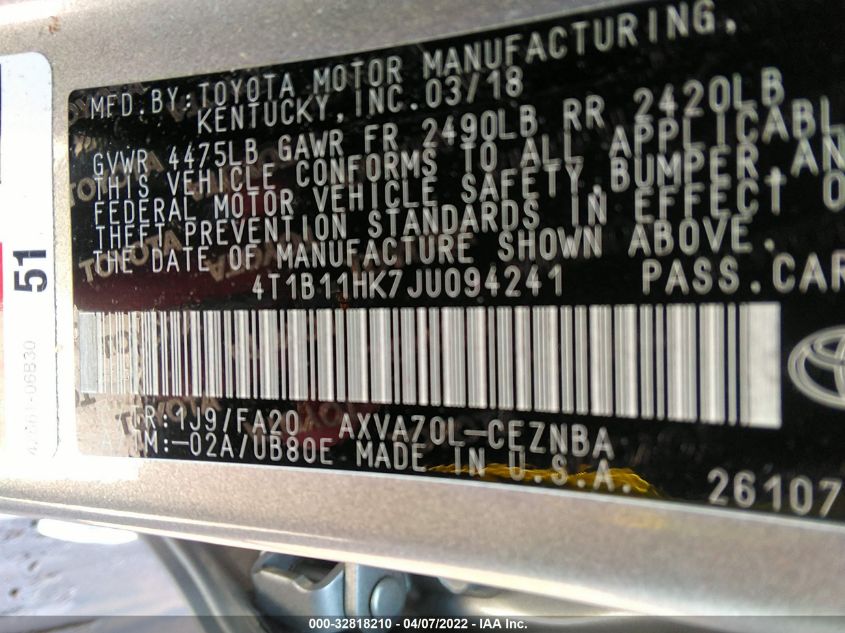 MFD. BY: TOYOTA MOTOR MANUFACTURING,
KENTUCKY, INC. 03/18
GVWR 4475LB GAWR FR 2490LB RR 2420LB
THIS VEHICLE CONFORMS TO ALL APPLICABL
FEDERAL MOTOR VEHICLE SAFETY, BUMPER, AN
THEFT PREVENTION STANDARDS IN EFFECT O
THE DATE OF MANUFACTURE SHOWN ABOVE.
4T1B11HK7JU094241 PASS. CAR
TR: 1J9/FA20 AXVA70L-CEZNBA
A/TM: -02A/UB80E MADE IN U.S.A.
26107
51
000-32818210 - 04/07/2022 - IAA Inc.